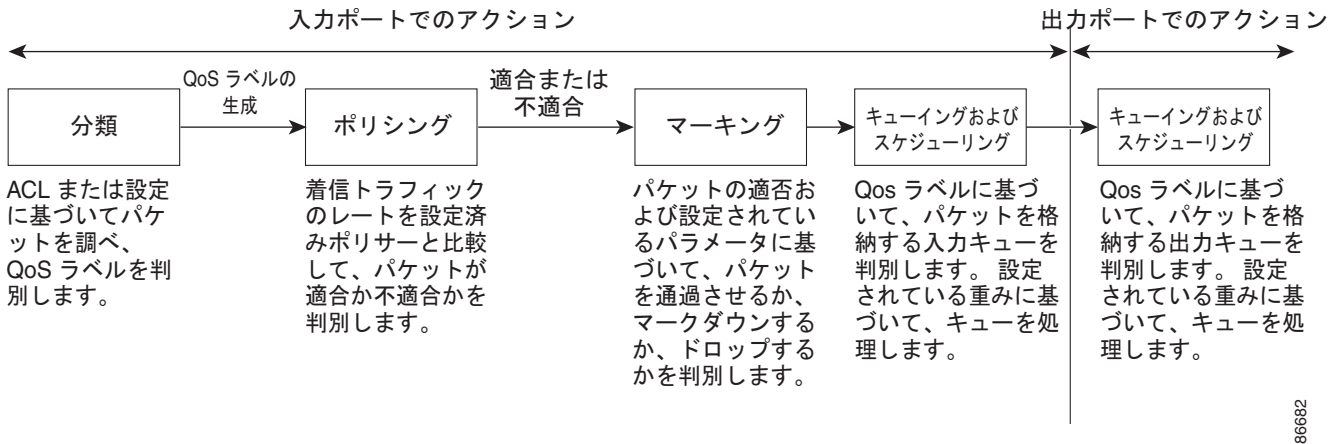 入力ポートでのアクション
出力ポートでのアクション
QoS ラベルの
生成
適合または
不適合
分類
ポリシング
マーキング
キューイングおよび
スケジューリング
キューイングおよび
スケジューリング
ACL または設定
に基づいてパケ
ットを調べ、
QoS ラベルを判
別します。
着信トラフィック
のレートを設定済
みポリサーと比較
して、パケットが
適合か不適合かを
判別します。
パケットの適否お
よび設定されてい
るパラメータに基
づいて、パケット
を通過させるか、
マークダウンする
か、ドロップする
かを判別します。
Qos ラベルに基づ
いて、パケットを格
納する入力キューを
判別します。 設定
されている重みに基
づいて、キューを処
理します。
Qos ラベルに基づ
いて、パケットを格
納する出力キューを
判別します。 設定
されている重みに基
づいて、キューを処
理します。
86682